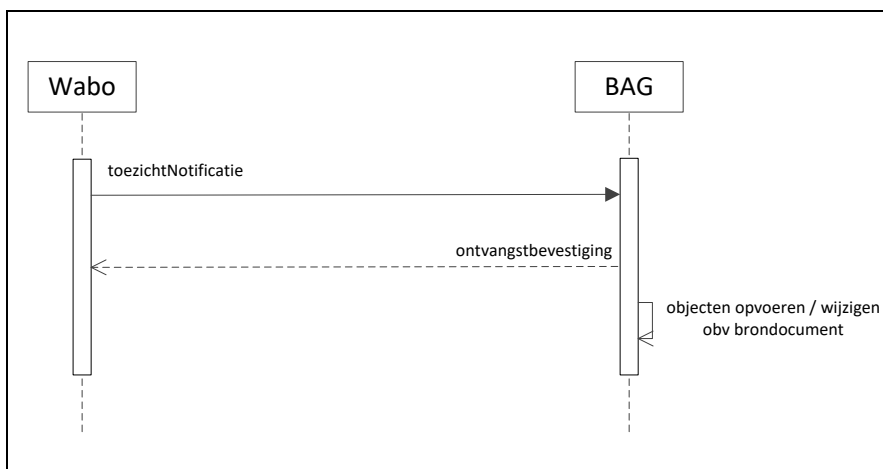 Wabo
BAG
toezichtNotificatie
ontvangstbevestiging
objecten opvoeren / wijzigen
obv brondocument